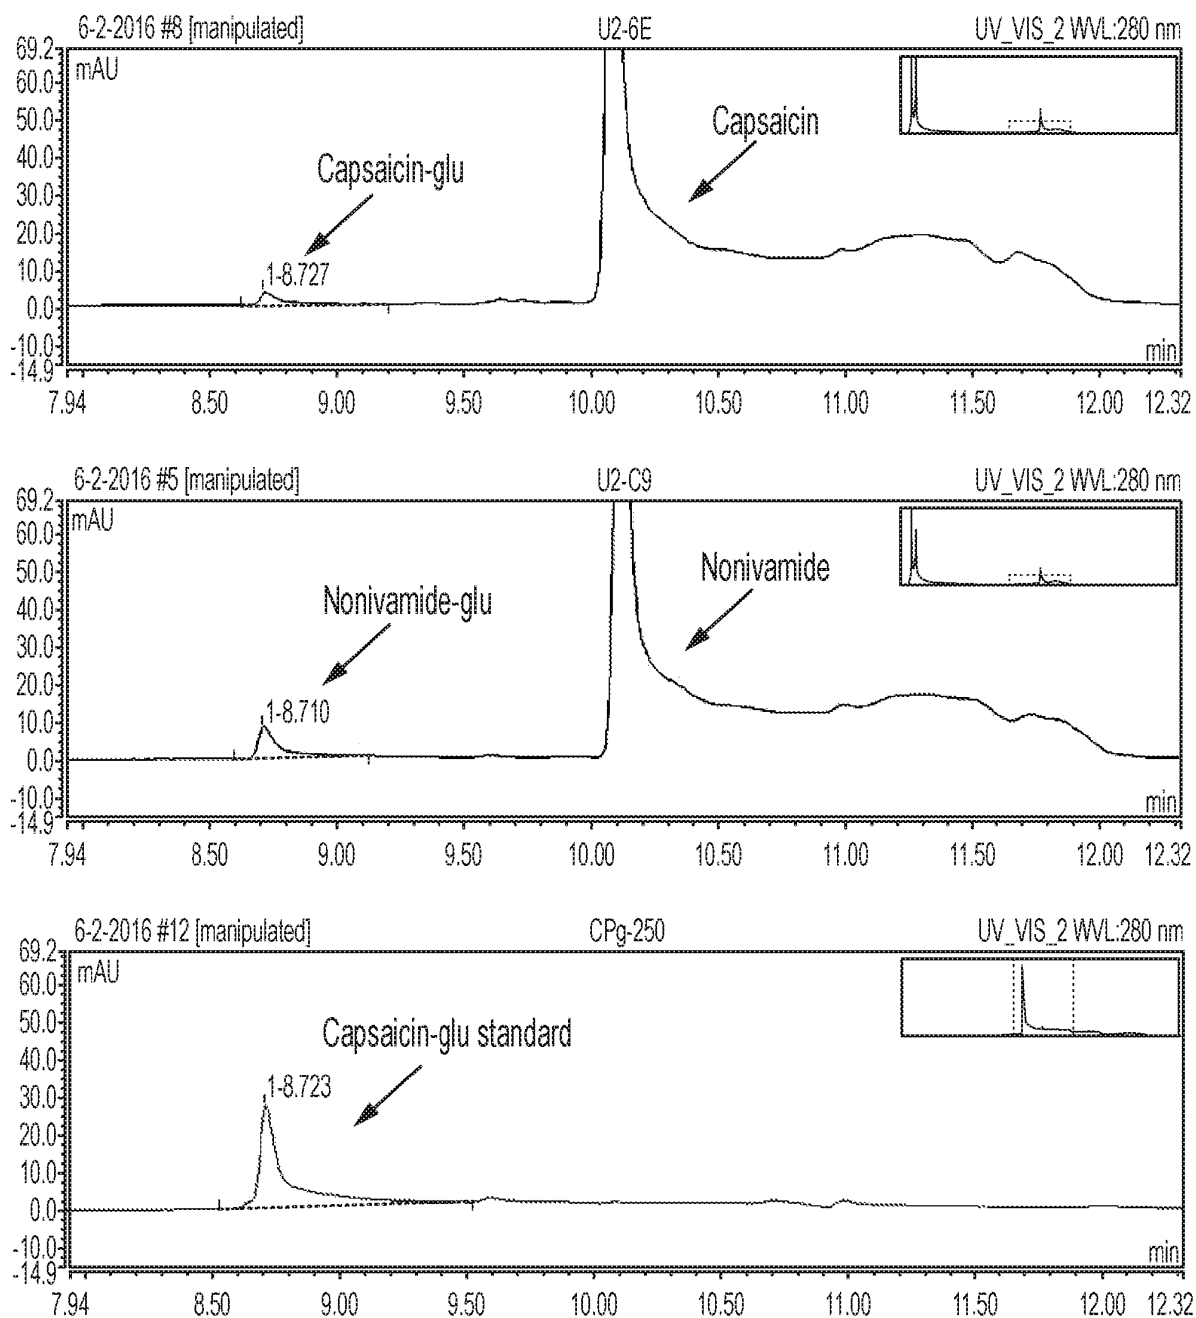 6-2-2016 #8 [manipulated] U2-6E UV_VIS_2 WVL:280 nm
69.2
mAU
60.0
50.0
Capsaicin
40.0
Capsaicin-glu
30.0
20.0
1-8.727
10.0
0.0
-10.0
min
-14.9
7.94 8.50 9.00 9.50 10.00 10.50 11.00 11.50 12.00 12.32
6-2-2016 #5 [manipulated] U2-C9 UV_VIS_2 WVL:280 nm
69.2
mAU
60.0
50.0
Nonivamide
40.0
Nonivamide-glu
30.0
20.0
1-8.710
10.0
0.0
-10.0
min
-14.9
7.94 8.50 9.00 9.50 10.00 10.50 11.00 11.50 12.00 12.32
6-2-2016 #12 [manipulated] CPg-250 UV_VIS_2 WVL:280 nm
69.2
mAU
60.0
50.0
Capsaicin-glu standard
40.0
1-8.723
30.0
20.0
10.0
0.0
-10.0
min
-14.9
7.94 8.50 9.00 9.50 10.00 10.50 11.00 11.50 12.00 12.32